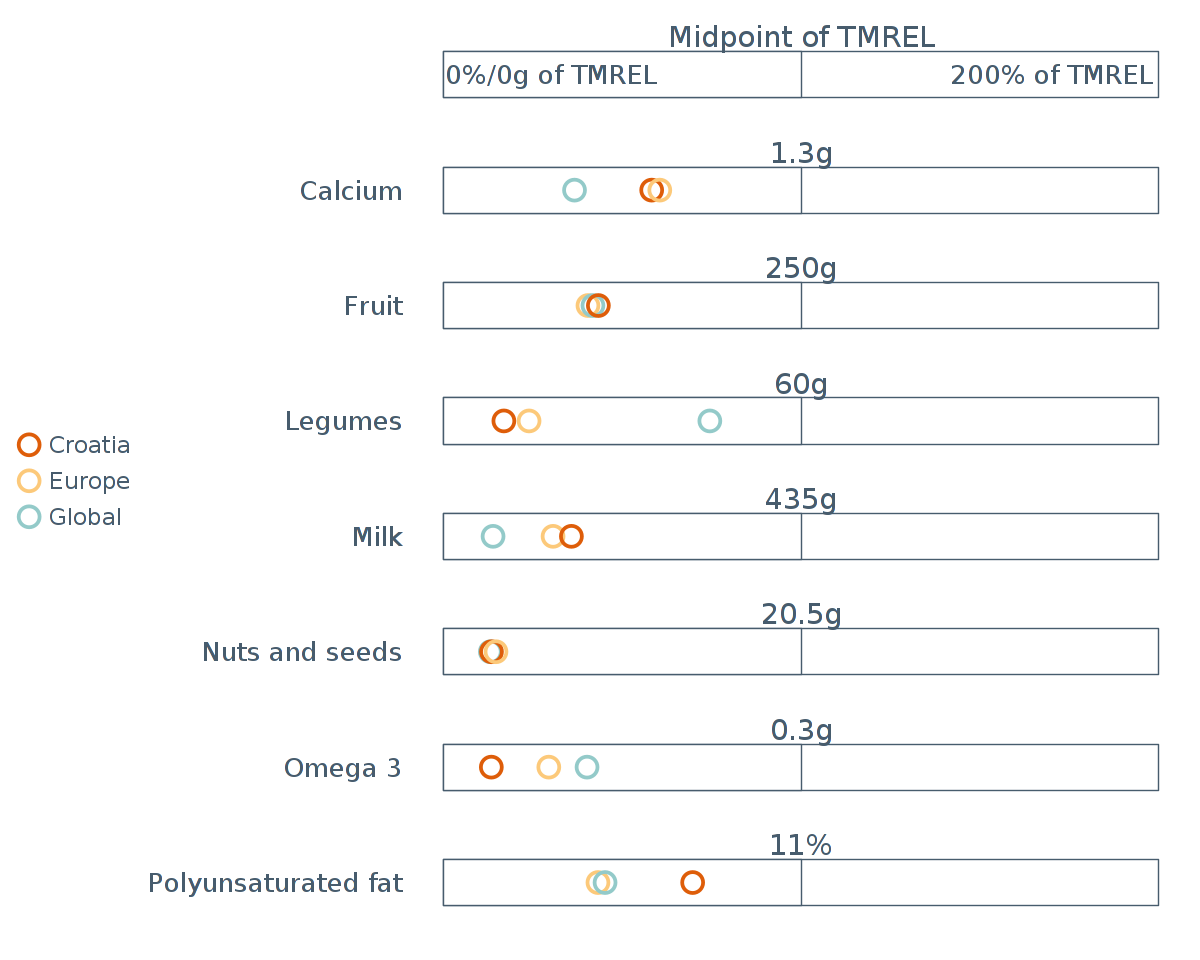 Midpoint of TMREL
0%/0g of TMREL
200% of TMREL
1.3g
Calcium
250g
Fruit
60g
Legumes
435g
Milk
20.5g
Nuts and seeds
0.3g
Omega 3
11%
Polyunsaturated fat
Croatia
Europe
Global